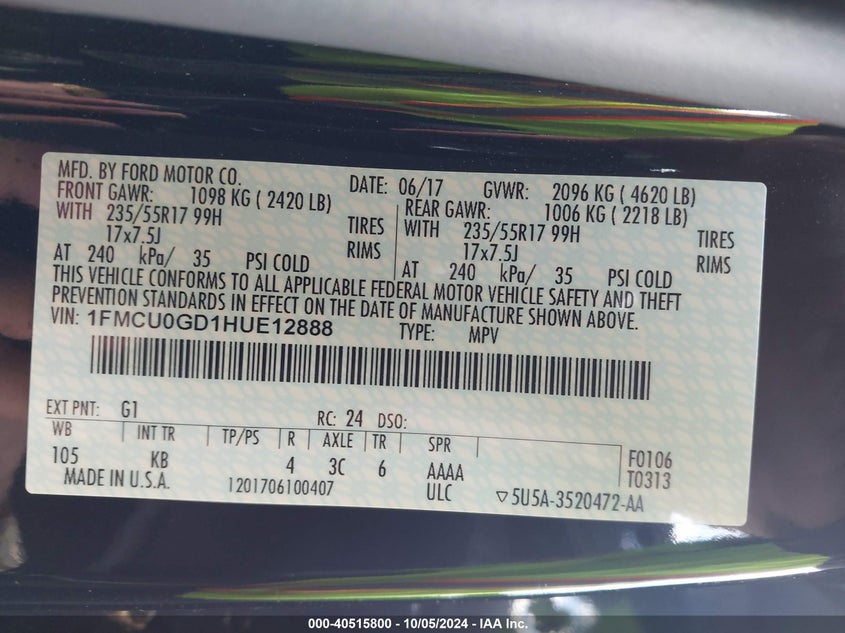 MFD. BY FORD MOTOR CO. DATE: 06/17 GVWR: 2096 KG ( 4620 LB)
FRONT GAWR: 1098 KG ( 2420 LB) REAR GAWR: 1006 KG ( 2218 LB)
WITH 235/55R17 99H TIRES WITH 235/55R17 99H TIRES
17x7.5J RIMS 17x7.5J RIMS
AT 240 kPa/ 35 PSI COLD AT 240 kPa/ 35 PSI COLD
THIS VEHICLE CONFORMS TO ALL APPLICABLE FEDERAL MOTOR VEHICLE SAFETY AND THEFT
PREVENTION STANDARDS IN EFFECT ON THE DATE OF MANUFACTURE SHOWN ABOVE.
VIN: 1FMCU0GD1HUE12888 TYPE: MPV
EXT PNT: G1 RC: 24 DSO:
WB INT TR TP/PS R AXLE TR SPR
105 KB 4 3C 6 AAAA F0106
ULC T0313
MADE IN U.S.A. 1201706100407 ▽5U5A-3520472-AA
000-40515800 - 10/05/2024 - IAA Inc.